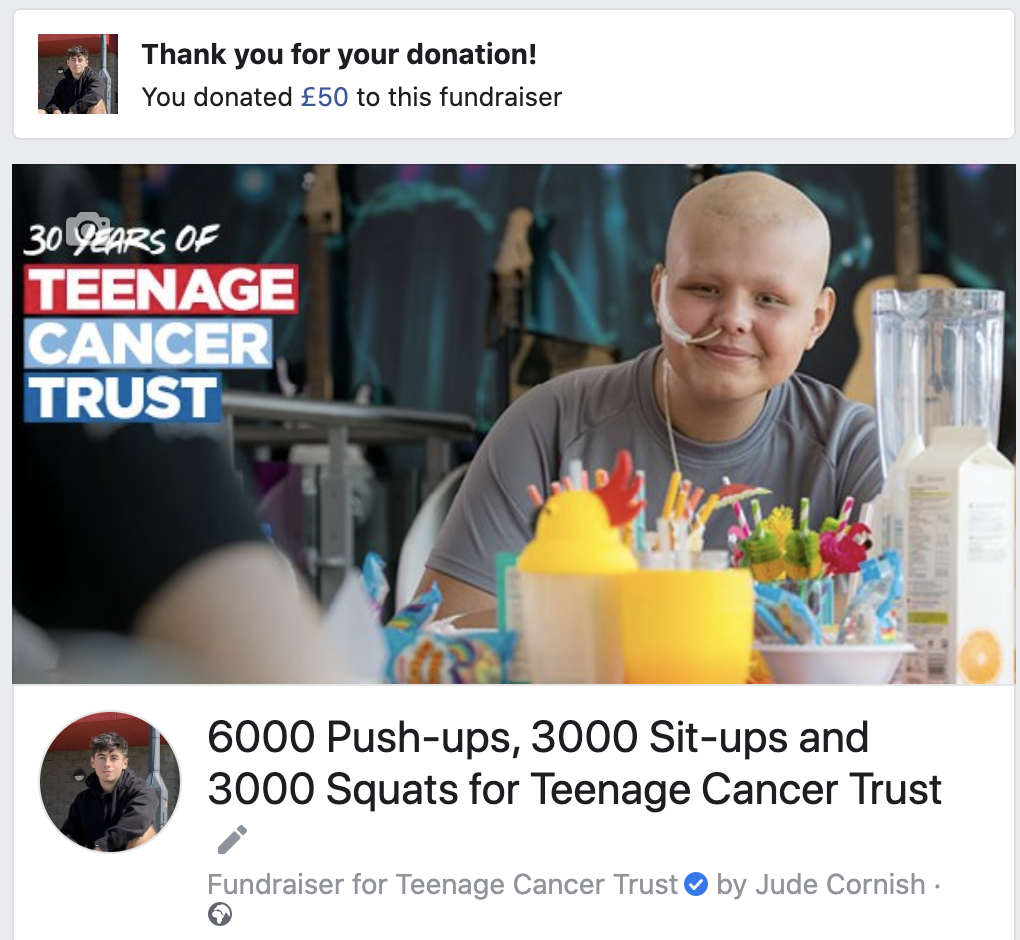 Thank you for your donation!
You donated £50 to this fundraiser
30 YEARS OF
TEENAGE
CANCER
TRUST
6000 Push-ups, 3000 Sit-ups and
3000 Squats for Teenage Cancer Trust
Fundraiser for Teenage Cancer Trust by Jude Cornish ·